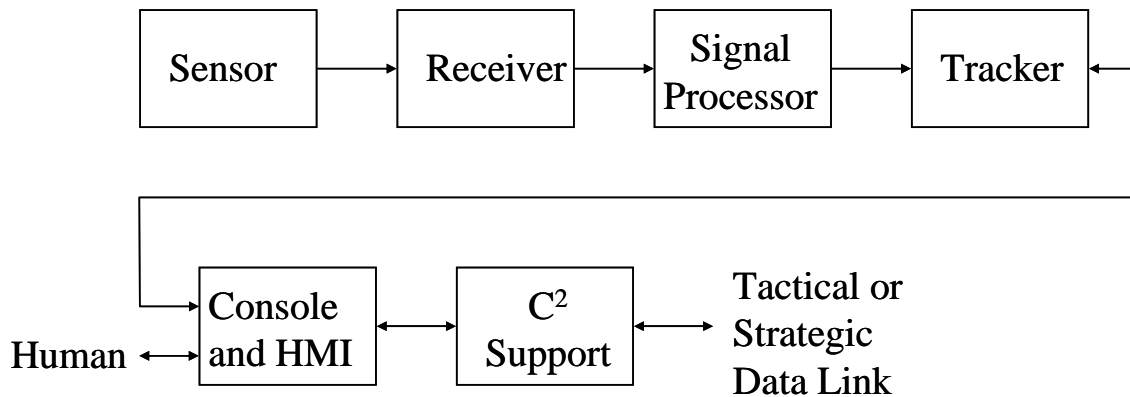 Sensor
Receiver
Signal
Processor
Tracker
Human
Console
and HMI
C²
Support
Tactical or
Strategic
Data Link